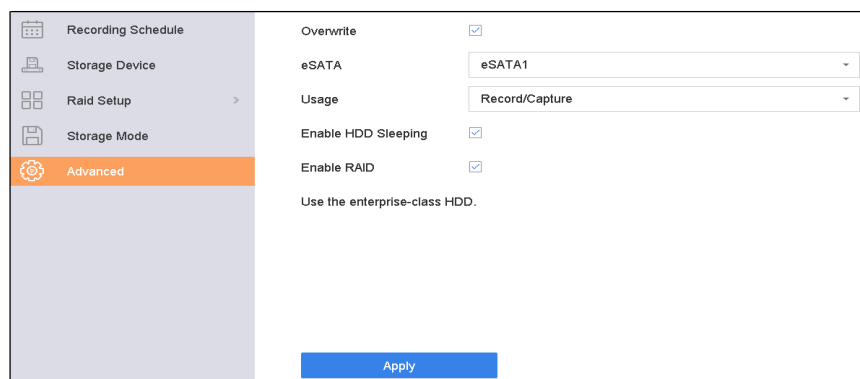 Recording Schedule
Storage Device
Raid Setup
Storage Mode
Advanced
Overwrite
eSATA eSATA1
Usage Record/Capture
Enable HDD Sleeping
Enable RAID
Use the enterprise-class HDD.
Apply